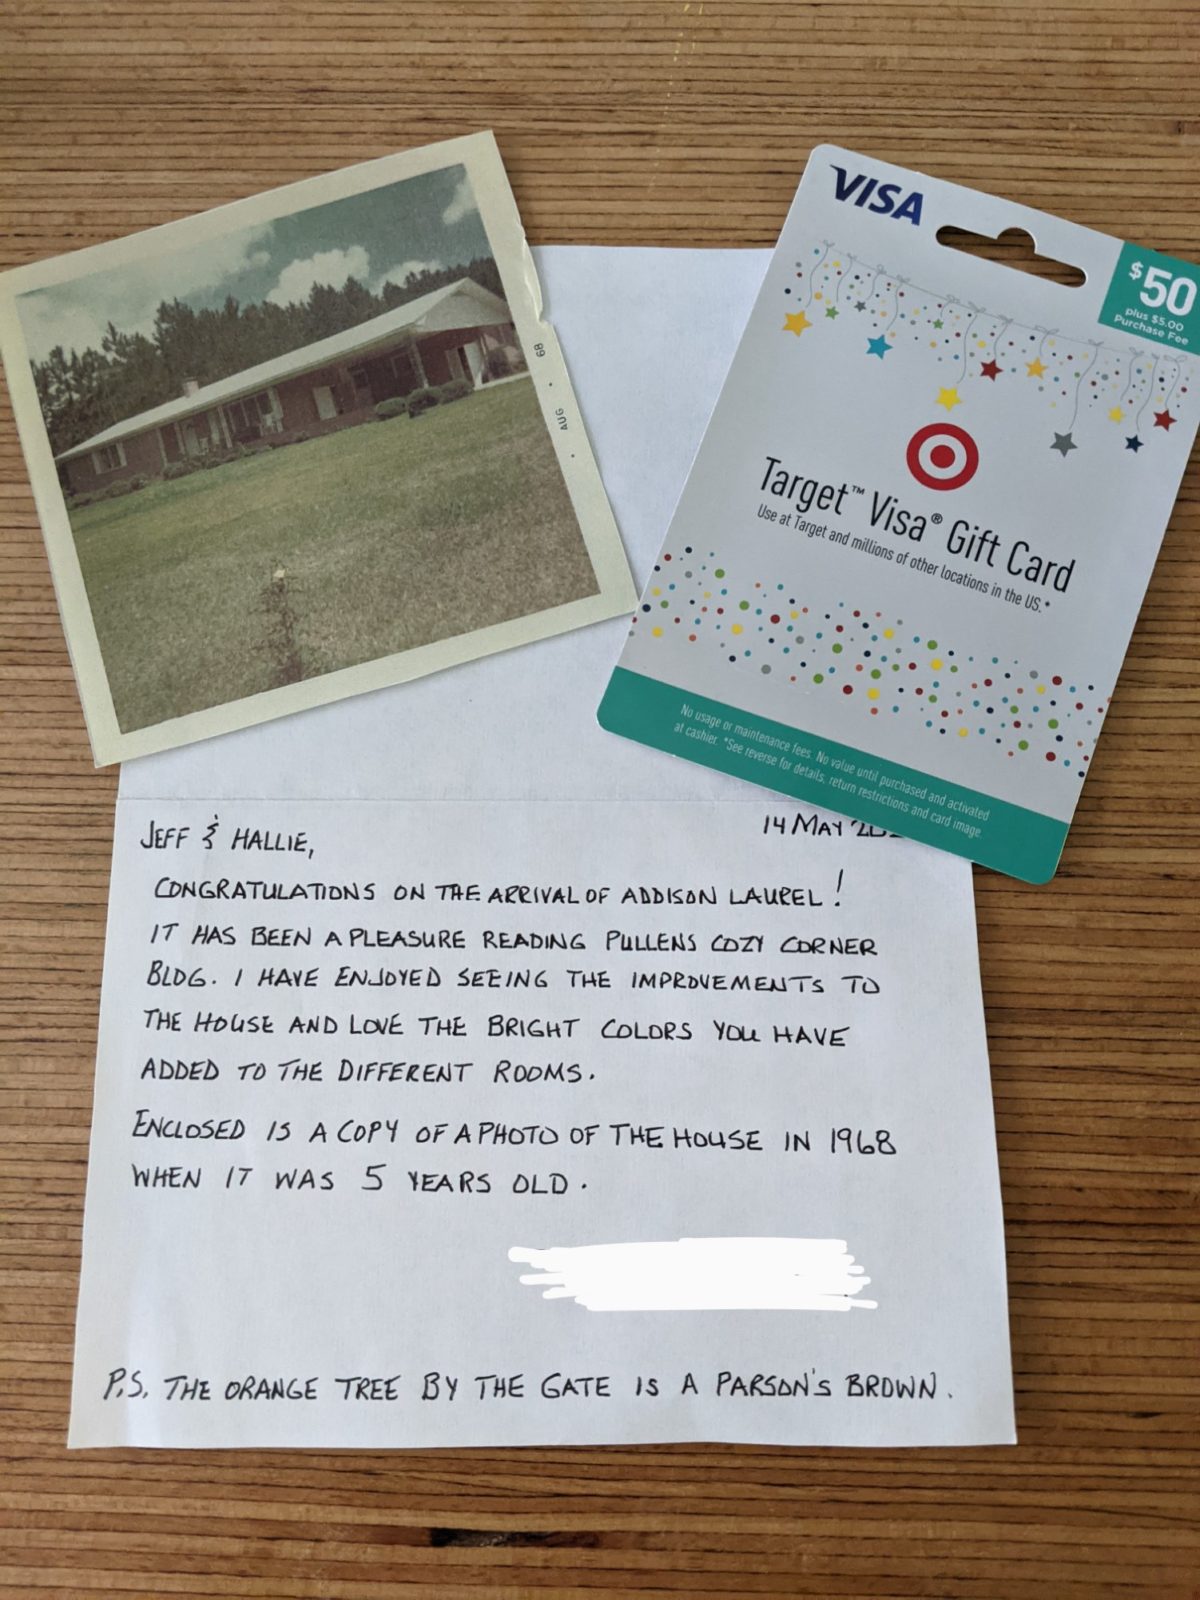 68 . AUG .
VISA
$50
plus $5.00
Purchase Fee
Target™ Visa® Gift Card
Use at Target and millions of other locations in the US.*
No usage or maintenance fees. No value until purchased and activated
at cashier. *See reverse for details, return restrictions and card image.
14 MAY
JEFF & HALLIE,
CONGRATULATIONS ON THE ARRIVAL OF ADDISON LAUREL!
IT HAS BEEN A PLEASURE READING PULLENS COZY CORNER
BLDG. I HAVE ENJOYED SEEING THE IMPROVEMENTS TO
THE HOUSE AND LOVE THE BRIGHT COLORS YOU HAVE
ADDED TO THE DIFFERENT ROOMS.
ENCLOSED IS A COPY OF A PHOTO OF THE HOUSE IN 1968
WHEN IT WAS 5 YEARS OLD.
P.S. THE ORANGE TREE BY THE GATE IS A PARSON'S BROWN.